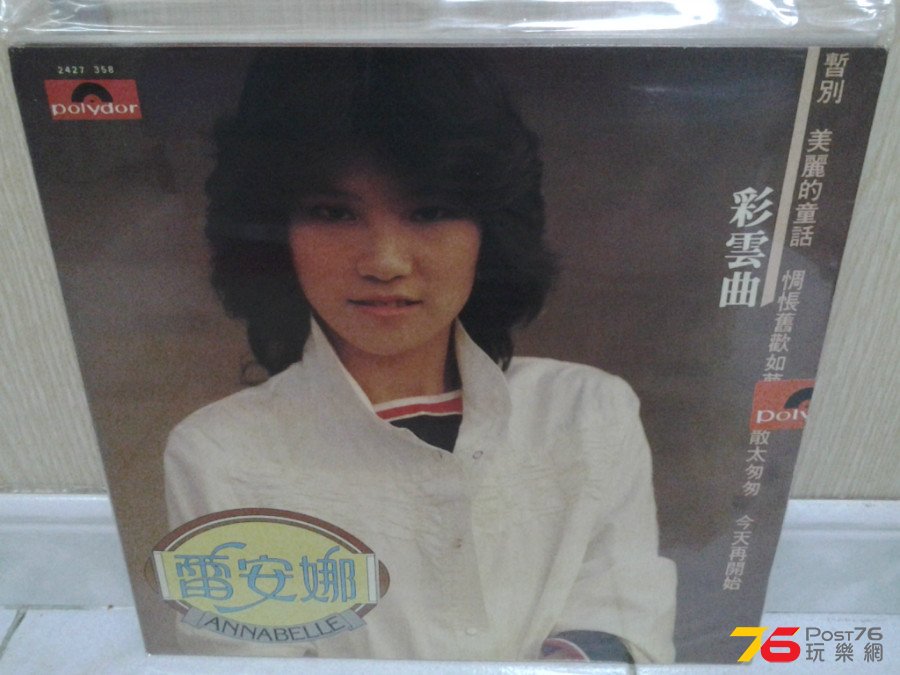 2427 358
polydor
暫別
美麗的童話
彩雲曲
惆悵舊歡如
poly
散太匆匆
今天再開始
雷安娜
ANNABELLE
76 Post76
玩樂網